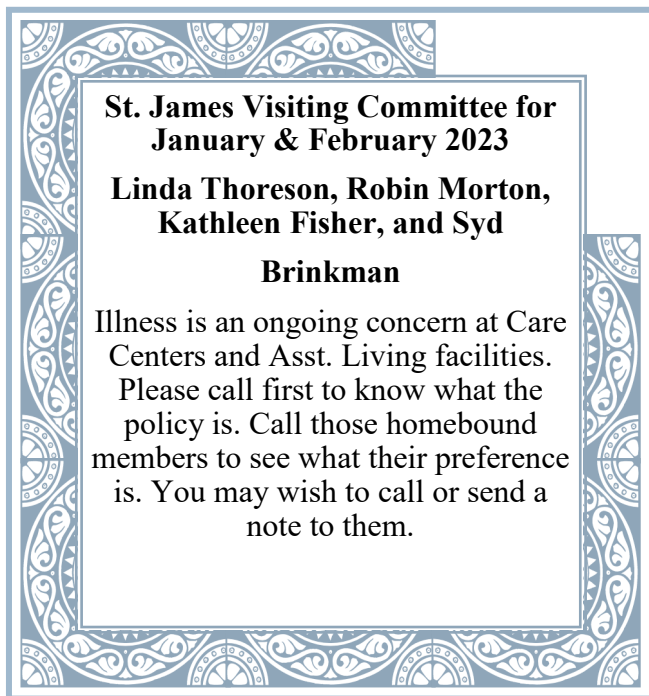 St. James Visiting Committee for
January & February 2023
Linda Thoreson, Robin Morton,
Kathleen Fisher, and Syd
Brinkman
Illness is an ongoing concern at Care
Centers and Asst. Living facilities.
Please call first to know what the
policy is. Call those homebound
members to see what their preference
is. You may wish to call or send a
note to them.